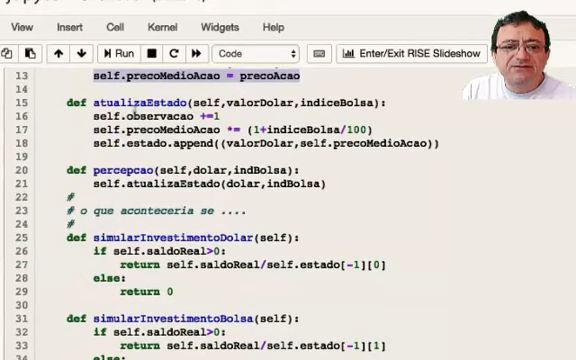 View Insert Cell Kernel Widgets Help
Run Code Enter/Exit RISE Slideshow
13 self.precoMedioAcao = precoAcao
14
15 def atualizaEstado(self,valorDolar,indiceBolsa):
16 self.observacao +=1
17 self.precoMedioAcao *= (1+indiceBolsa/100)
18 self.estado.append((valorDolar,self.precoMedioAcao))
19
20 def percepcao(self,dolar,indBolsa):
21 self.atualizaEstado(dolar,indBolsa)
22 #
23 # o que aconteceria se ....
24 #
25 def simularInvestimentoDolar(self):
26 if self.saldoReal>0:
27 return self.saldoReal/self.estado[-1][0]
28 else:
29 return 0
30
31 def simularInvestimentoBolsa(self):
32 if self.saldoReal>0:
33 return self.saldoReal/self.estado[-1][1]
34 else: